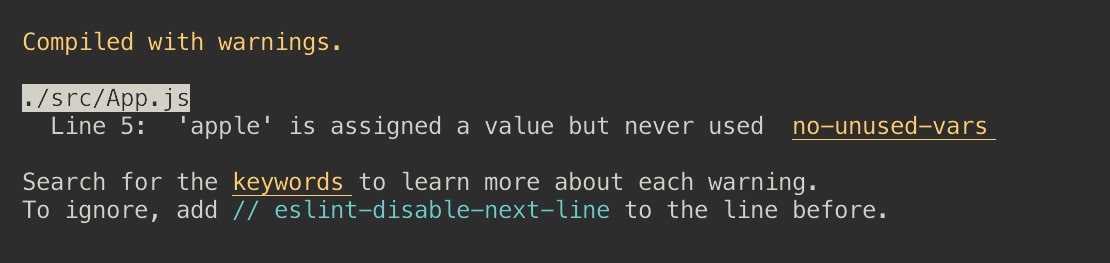 Compiled with warnings.
./src/App.js
Line 5:  'apple' is assigned a value but never used  no-unused-vars
Search for the keywords to learn more about each warning.
To ignore, add // eslint-disable-next-line to the line before.